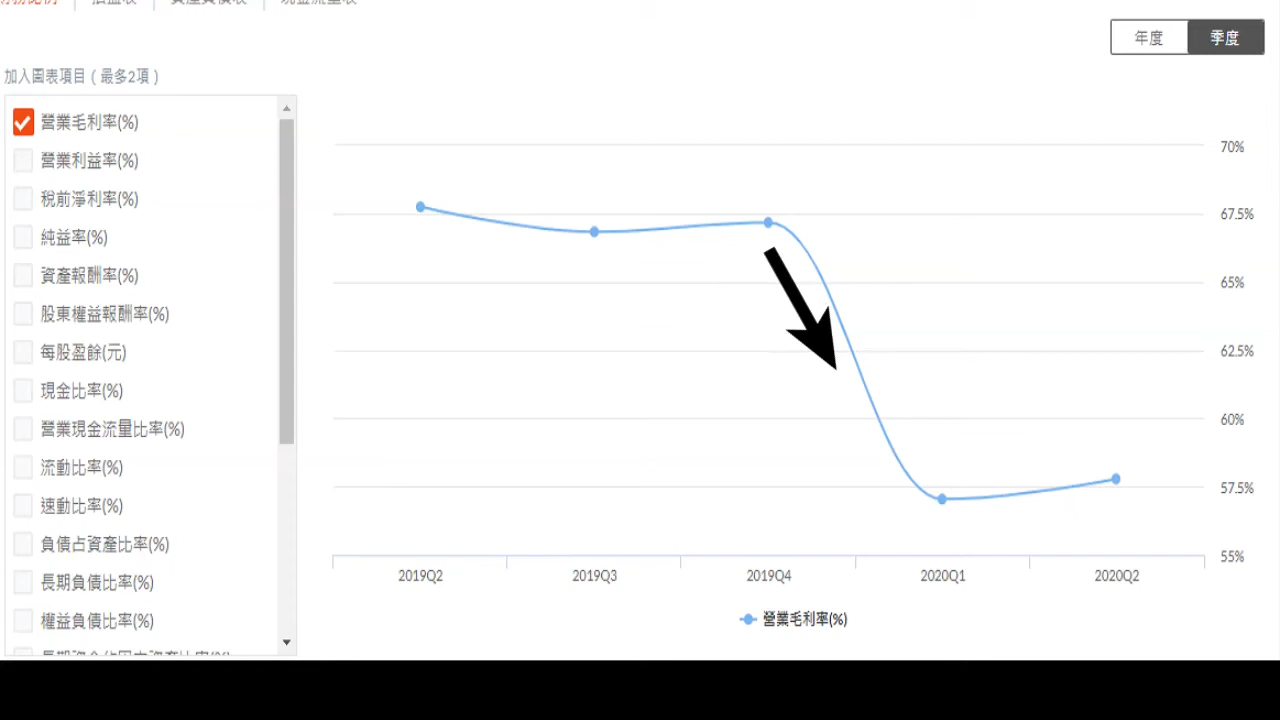 年度
季度
加入圖表項目 ( 最多2項 )
營業毛利率(%)
營業利益率(%)
稅前淨利率(%)
純益率(%)
資產報酬率(%)
股東權益報酬率(%)
每股盈餘(元)
現金比率(%)
營業現金流量比率(%)
流動比率(%)
速動比率(%)
負債占資產比率(%)
長期負債比率(%)
權益負債比率(%)
70%
67.5%
65%
62.5%
60%
57.5%
55%
2019Q2
2019Q3
2019Q4
2020Q1
2020Q2
營業毛利率(%)